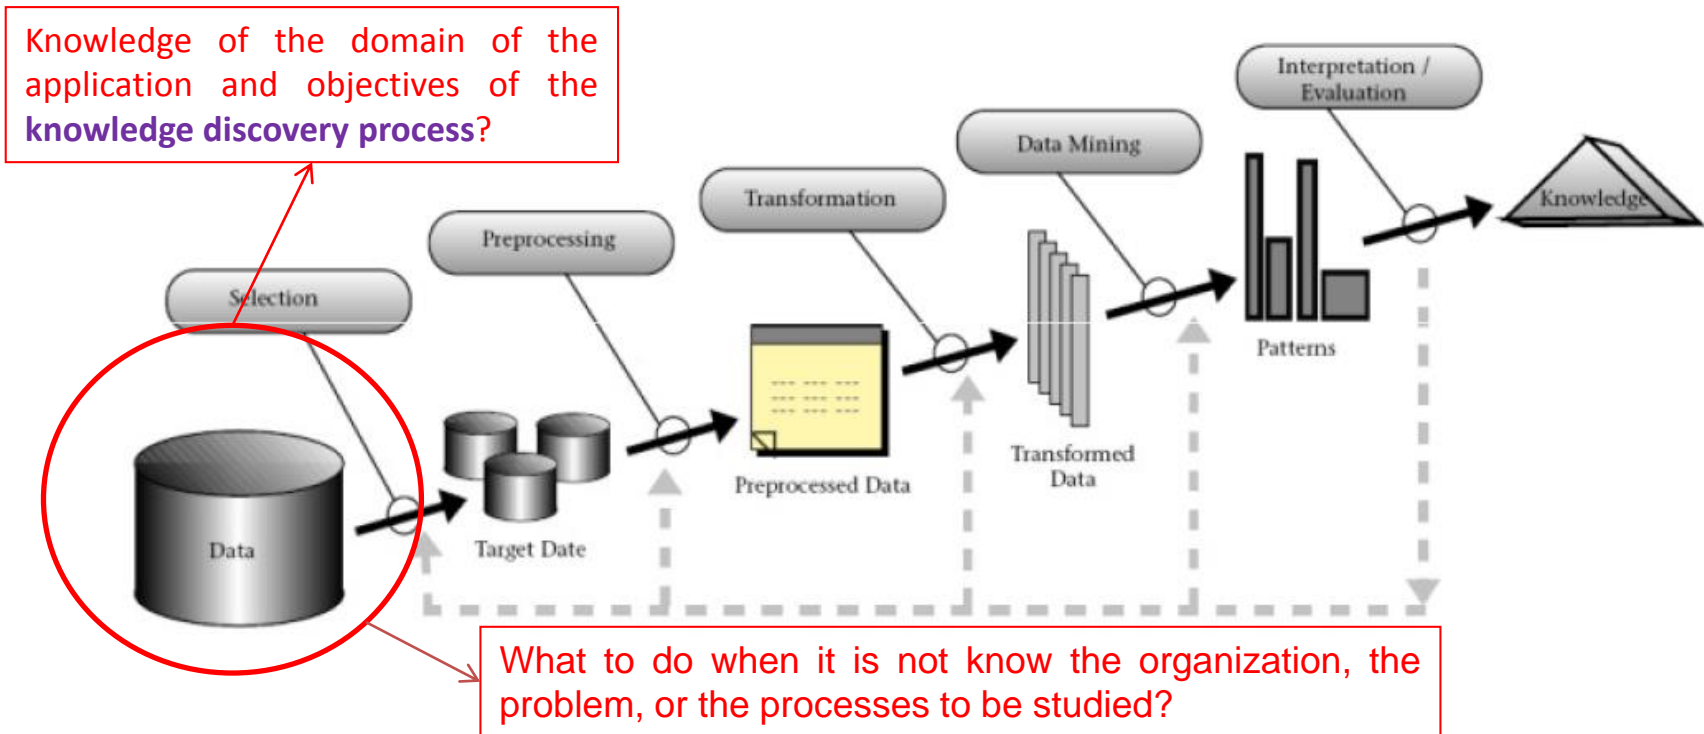 Knowledge of the domain of the
application and objectives of the
knowledge discovery process?
Interpretation /
Evaluation
Data Mining
Transformation
Knowledge
Preprocessing
Selection
Patterns
Transformed
Data
Preprocessed Data
Target Date
Data
What to do when it is not know the organization, the
problem, or the processes to be studied?